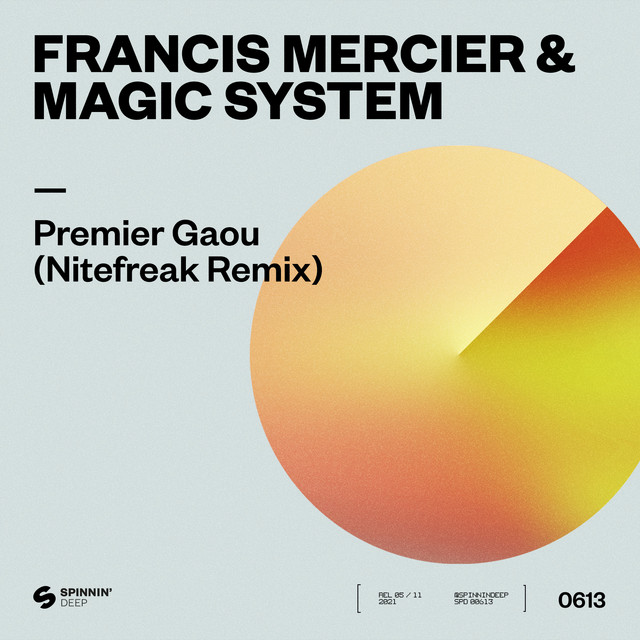 FRANCIS MERCIER &
MAGIC SYSTEM
Premier Gaou
(Nitefreak Remix)
SPINNIN'
DEEP
REL 05 / 11
2021
@SPINNINDEEP
SPD 00613
0613